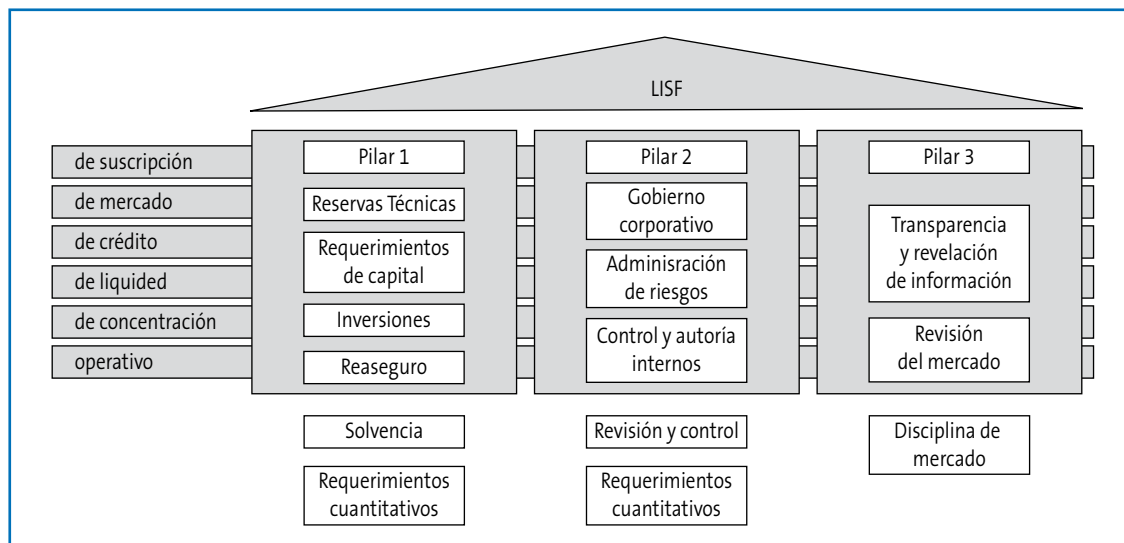 LISF
de suscripción
de mercado
de crédito
de liquided
de concentración
operativo
Pilar 1
Reservas Técnicas
Requerimientos
de capital
Inversiones
Reaseguro
Solvencia
Requerimientos
cuantitativos
Pilar 2
Gobierno
corporativo
Adminisración
de riesgos
Control y autoría
internos
Revisión y control
Requerimientos
cuantitativos
Pilar 3
Transparencia
y revelación
de información
Revisión
del mercado
Disciplina de
mercado